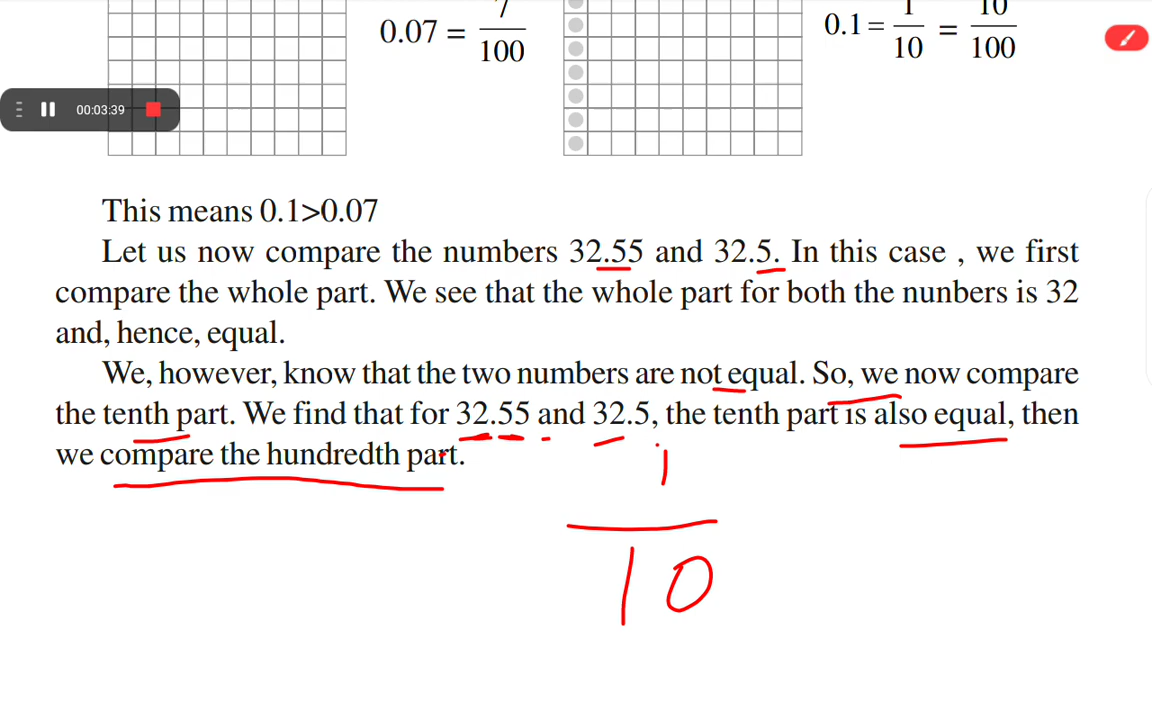 0.07 = 7/100
0.1 = 1/10 = 10/100
00:03:39
This means 0.1>0.07
Let us now compare the numbers 32.55 and 32.5. In this case , we first
compare the whole part. We see that the whole part for both the nunbers is 32
and, hence, equal.
We, however, know that the two numbers are not equal. So, we now compare
the tenth part. We find that for 32.55 and 32.5, the tenth part is also equal, then
we compare the hundredth part.
1
10